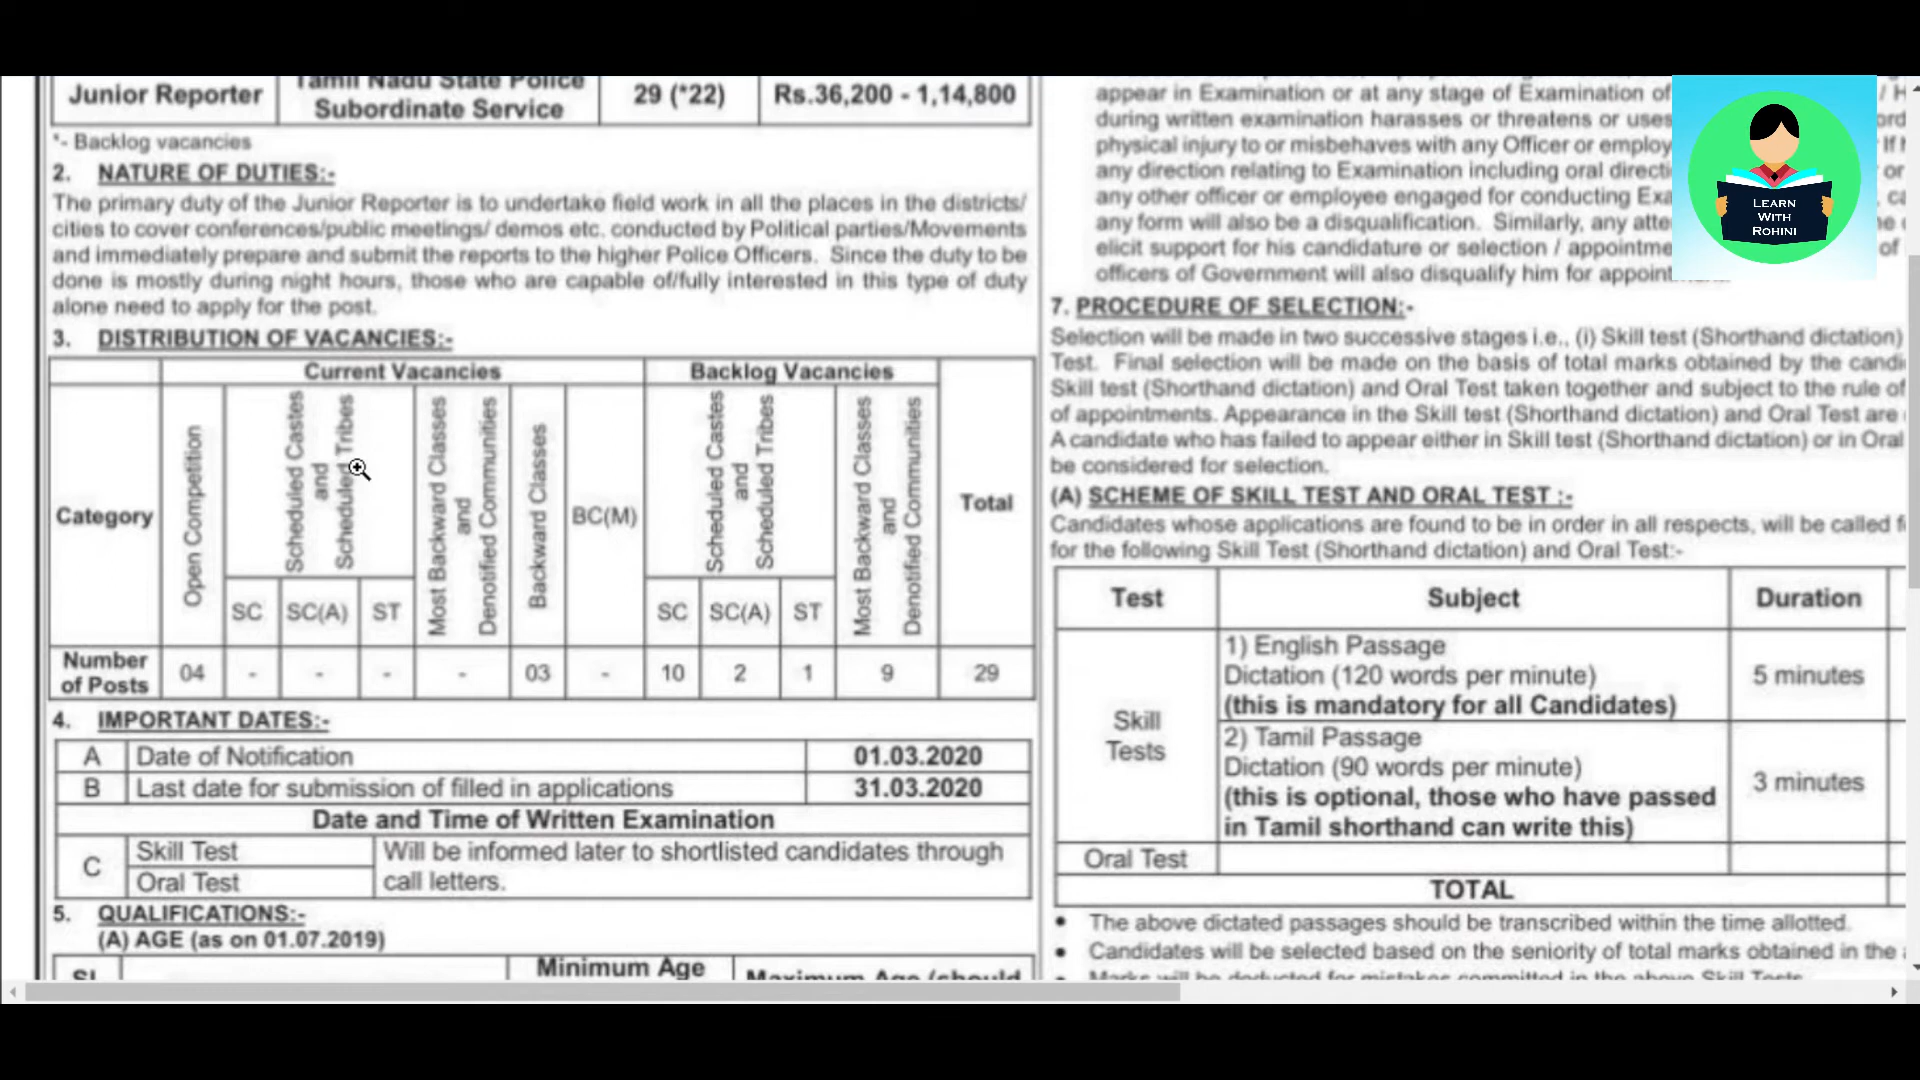 Junior Reporter
Tamil Nadu State Police
Subordinate Service
29 (*22)
Rs.36,200 - 1,14,800
*- Backlog vacancies
2. NATURE OF DUTIES:-
The primary duty of the Junior Reporter is to undertake field work in all the places in the districts/
cities to cover conferences/public meetings/ demos etc. conducted by Political parties/Movements
and immediately prepare and submit the reports to the higher Police Officers. Since the duty to be
done is mostly during night hours, those who are capable of/fully interested in this type of duty
alone need to apply for the post.
3. DISTRIBUTION OF VACANCIES:-
Current Vacancies
Backlog Vacancies
Category
Open Competition
Scheduled Castes
and
Scheduled Tribes
Most Backward Classes
and
Denotified Communities
Backward Classes
BC(M)
Scheduled Castes
and
Scheduled Tribes
Most Backward Classes
and
Denotified Communities
Total
SC SC(A) ST
SC SC(A) ST
Number
of Posts
04 - - - - 03 - 10 2 1 9 29
4. IMPORTANT DATES:-
A Date of Notification 01.03.2020
B Last date for submission of filled in applications 31.03.2020
Date and Time of Written Examination
C
Skill Test
Oral Test
Will be informed later to shortlisted candidates through
call letters.
5. QUALIFICATIONS:-
(A) AGE (as on 01.07.2019)
Sl.
Minimum Age
Maximum Age (should
appear in Examination or at any stage of Examination of
during written examination harasses or threatens or uses
physical injury to or misbehaves with any Officer or employ
any direction relating to Examination including oral directi
any other officer or employee engaged for conducting Exa
any form will also be a disqualification. Similarly, any atte
elicit support for his candidature or selection / appointme
officers of Government will also disqualify him for appoint
LEARN
WITH
ROHINI
7. PROCEDURE OF SELECTION:-
Selection will be made in two successive stages i.e., (i) Skill test (Shorthand dictation)
Test. Final selection will be made on the basis of total marks obtained by the candi
Skill test (Shorthand dictation) and Oral Test taken together and subject to the rule of
of appointments. Appearance in the Skill test (Shorthand dictation) and Oral Test are
A candidate who has failed to appear either in Skill test (Shorthand dictation) or in Oral
be considered for selection.
(A) SCHEME OF SKILL TEST AND ORAL TEST :-
Candidates whose applications are found to be in order in all respects, will be called f
for the following Skill Test (Shorthand dictation) and Oral Test:-
Test Subject Duration
Skill
Tests
1) English Passage
Dictation (120 words per minute)
(this is mandatory for all Candidates)
5 minutes
2) Tamil Passage
Dictation (90 words per minute)
(this is optional, those who have passed
in Tamil shorthand can write this)
3 minutes
Oral Test
TOTAL
• The above dictated passages should be transcribed within the time allotted.
• Candidates will be selected based on the seniority of total marks obtained in the
• Marks will be deducted for mistakes committed in the above Skill Tests